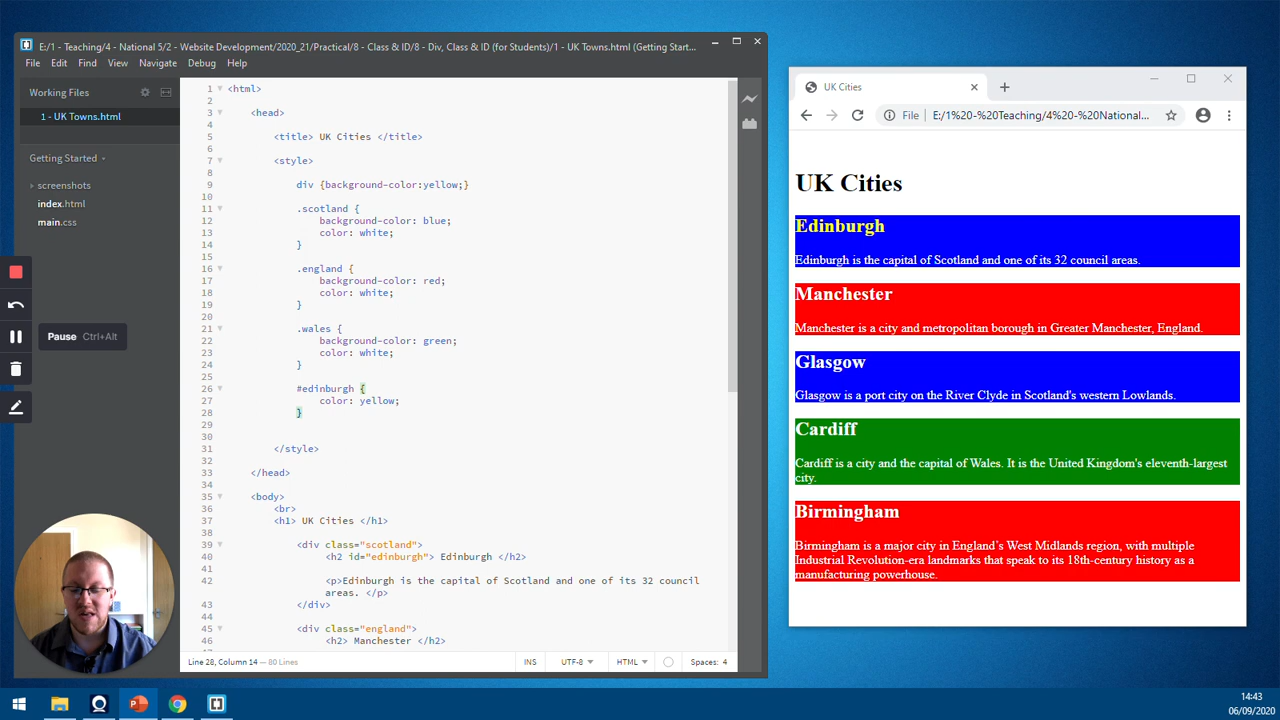 E:/1 - Teaching/4 - National 5/2 - Website Development/2020_21/Practical/8 - Class & ID/8 - Div, Class & ID (for Students)/1 - UK Towns.html (Getting Start...
File Edit Find View Navigate Debug Help
Working Files
1 - UK Towns.html
Getting Started
screenshots
index.html
main.css
Pause Ctrl+Alt
1 <html>
2
3 <head>
4
5 <title> UK Cities </title>
6
7 <style>
8
9 div {background-color:yellow;}
10
11 .scotland {
12 background-color: blue;
13 color: white;
14 }
15
16 .england {
17 background-color: red;
18 color: white;
19 }
20
21 .wales {
22 background-color: green;
23 color: white;
24 }
25
26 #edinburgh {
27 color: yellow;
28 }
29
30
31 </style>
32
33 </head>
34
35 <body>
36 <br>
37 <h1> UK Cities </h1>
38
39 <div class="scotland">
40 <h2 id="edinburgh"> Edinburgh </h2>
41
42 <p>Edinburgh is the capital of Scotland and one of its 32 council
areas. </p>
43 </div>
44
45 <div class="england">
46 <h2> Manchester </h2>
Line 28, Column 14 — 80 Lines
INS UTF-8 HTML Spaces: 4
UK Cities
File E:/1%20-%20Teaching/4%20-%20National...
UK Cities
Edinburgh
Edinburgh is the capital of Scotland and one of its 32 council areas.
Manchester
Manchester is a city and metropolitan borough in Greater Manchester, England.
Glasgow
Glasgow is a port city on the River Clyde in Scotland's western Lowlands.
Cardiff
Cardiff is a city and the capital of Wales. It is the United Kingdom's eleventh-largest
city.
Birmingham
Birmingham is a major city in England’s West Midlands region, with multiple
Industrial Revolution-era landmarks that speak to its 18th-century history as a
manufacturing powerhouse.
14:43
06/09/2020